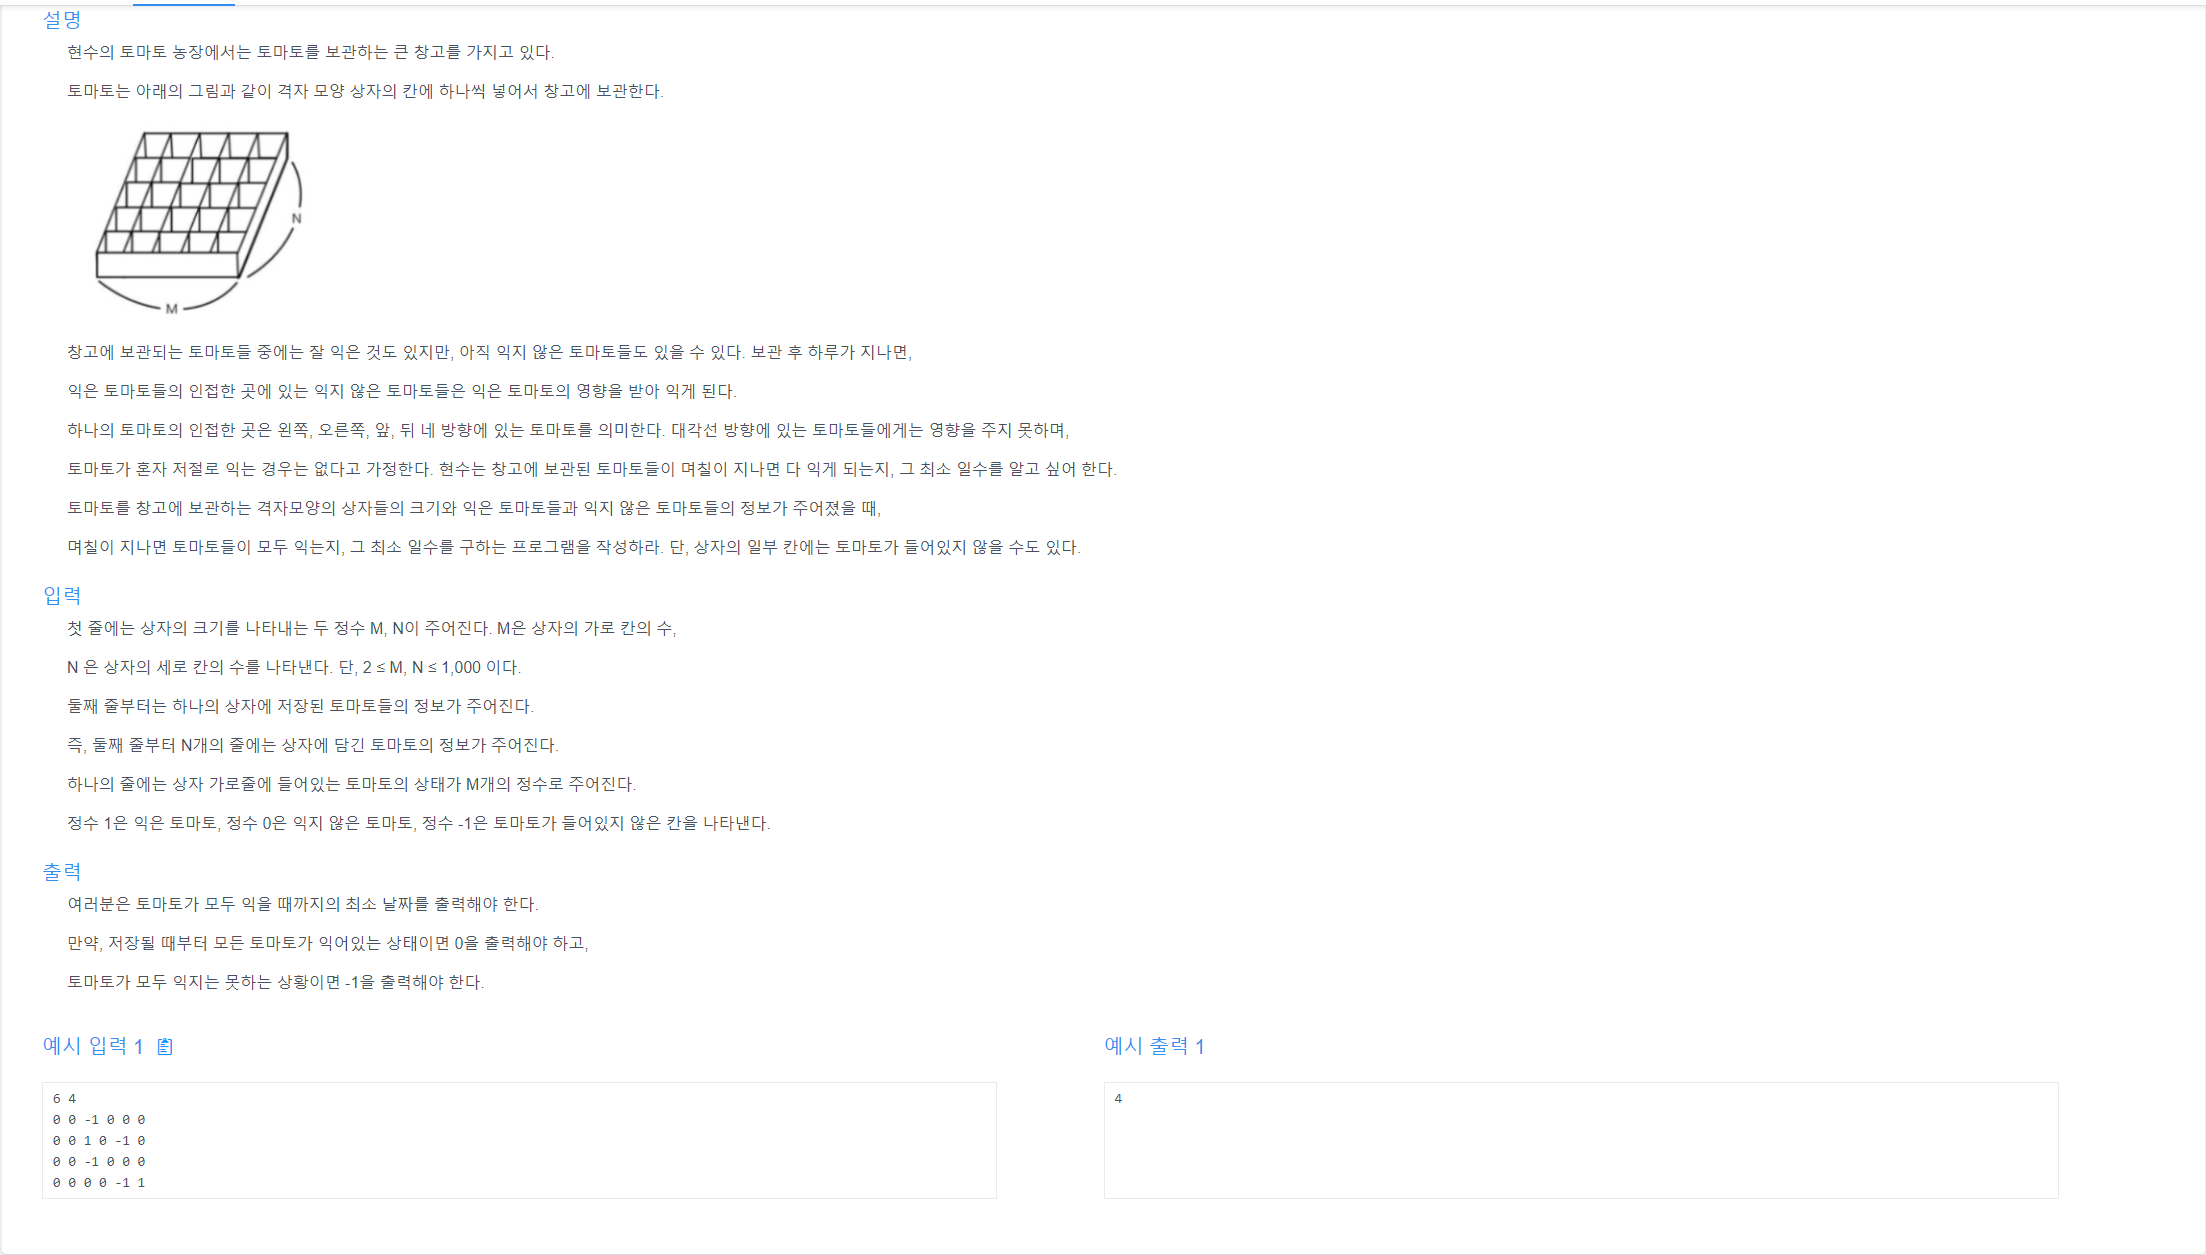 설명
현수의 토마토 농장에서는 토마토를 보관하는 큰 창고를 가지고 있다.
토마토는 아래의 그림과 같이 격자 모양 상자의 칸에 하나씩 넣어서 창고에 보관한다.
N
M
창고에 보관되는 토마토들 중에는 잘 익은 것도 있지만, 아직 익지 않은 토마토들도 있을 수 있다. 보관 후 하루가 지나면,
익은 토마토들의 인접한 곳에 있는 익지 않은 토마토들은 익은 토마토의 영향을 받아 익게 된다.
하나의 토마토의 인접한 곳은 왼쪽, 오른쪽, 앞, 뒤 네 방향에 있는 토마토를 의미한다. 대각선 방향에 있는 토마토들에게는 영향을 주지 못하며,
토마토가 혼자 저절로 익는 경우는 없다고 가정한다. 현수는 창고에 보관된 토마토들이 며칠이 지나면 다 익게 되는지, 그 최소 일수를 알고 싶어 한다.
토마토를 창고에 보관하는 격자모양의 상자들의 크기와 익은 토마토들과 익지 않은 토마토들의 정보가 주어졌을 때,
며칠이 지나면 토마토들이 모두 익는지, 그 최소 일수를 구하는 프로그램을 작성하라. 단, 상자의 일부 칸에는 토마토가 들어있지 않을 수도 있다.
입력
첫 줄에는 상자의 크기를 나타내는 두 정수 M, N이 주어진다. M은 상자의 가로 칸의 수,
N 은 상자의 세로 칸의 수를 나타낸다. 단, 2 ≤ M, N ≤ 1,000 이다.
둘째 줄부터는 하나의 상자에 저장된 토마토들의 정보가 주어진다.
즉, 둘째 줄부터 N개의 줄에는 상자에 담긴 토마토의 정보가 주어진다.
하나의 줄에는 상자 가로줄에 들어있는 토마토의 상태가 M개의 정수로 주어진다.
정수 1은 익은 토마토, 정수 0은 익지 않은 토마토, 정수 -1은 토마토가 들어있지 않은 칸을 나타낸다.
출력
여러분은 토마토가 모두 익을 때까지의 최소 날짜를 출력해야 한다.
만약, 저장될 때부터 모든 토마토가 익어있는 상태이면 0을 출력해야 하고,
토마토가 모두 익지는 못하는 상황이면 -1을 출력해야 한다.
예시 입력 1
6 4
0 0 -1 0 0 0
0 0 1 0 -1 0
0 0 -1 0 0 0
0 0 0 0 -1 1
예시 출력 1
4